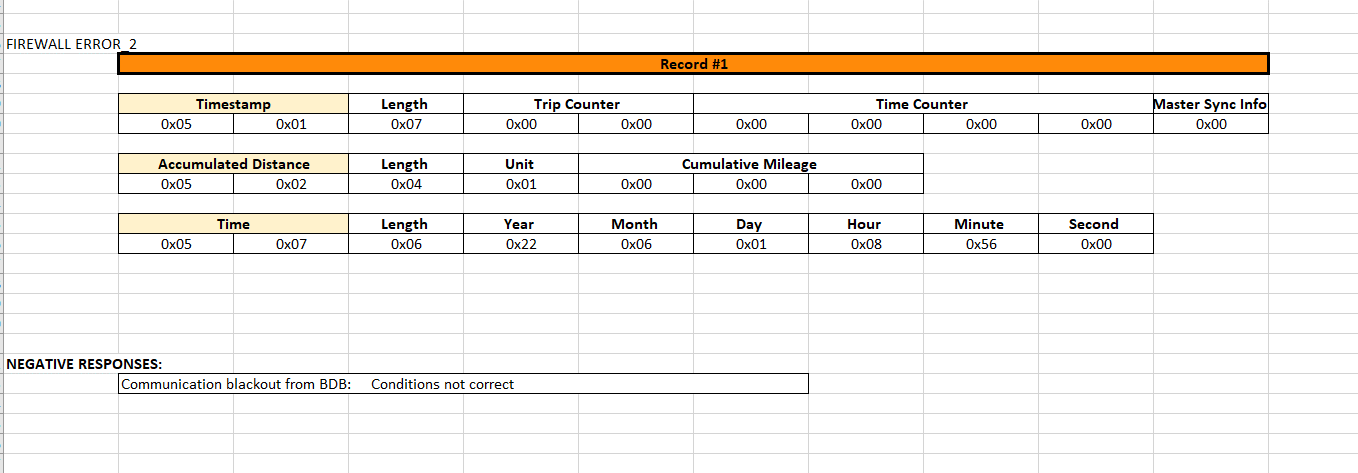 FIREWALL ERROR_2
Record #1
Timestamp Length Trip Counter Time Counter Master Sync Info
0x05 0x01 0x07 0x00 0x00 0x00 0x00 0x00 0x00 0x00
Accumulated Distance Length Unit Cumulative Mileage
0x05 0x02 0x04 0x01 0x00 0x00 0x00
Time Length Year Month Day Hour Minute Second
0x05 0x07 0x06 0x22 0x06 0x01 0x08 0x56 0x00
NEGATIVE RESPONSES:
Communication blackout from BDB: Conditions not correct